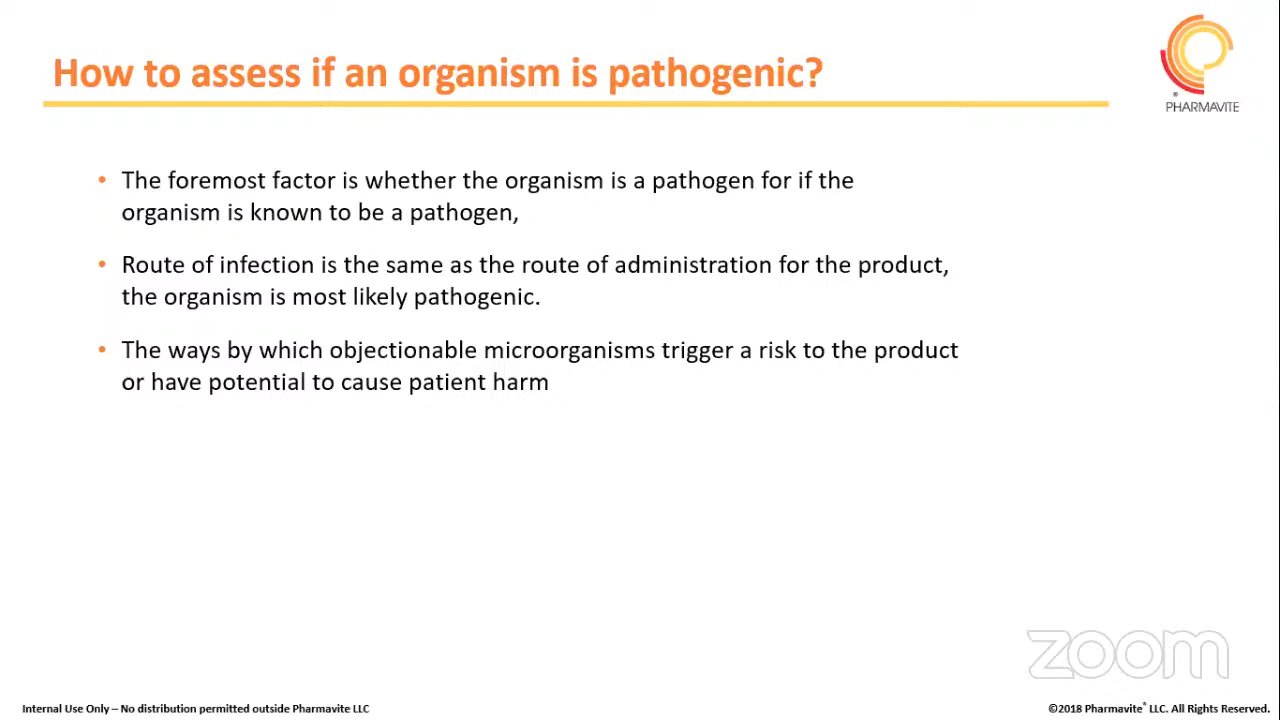 How to assess if an organism is pathogenic?
PHARMAVITE
• The foremost factor is whether the organism is a pathogen for if the
organism is known to be a pathogen,
• Route of infection is the same as the route of administration for the product,
the organism is most likely pathogenic.
• The ways by which objectionable microorganisms trigger a risk to the product
or have potential to cause patient harm
zoom
Internal Use Only – No distribution permitted outside Pharmavite LLC
©2018 Pharmavite® LLC. All Rights Reserved.